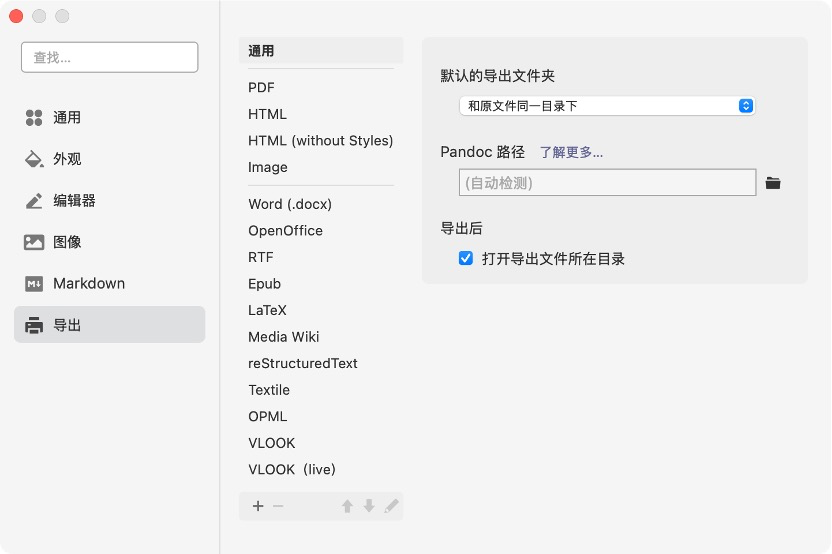 查找...
通用
外观
编辑器
图像
Markdown
导出
通用
PDF
HTML
HTML (without Styles)
Image
Word (.docx)
OpenOffice
RTF
Epub
LaTeX
Media Wiki
reStructuredText
Textile
OPML
VLOOK
VLOOK（live）
默认的导出文件夹
和原文件同一目录下
Pandoc 路径 了解更多...
(自动检测)
导出后
打开导出文件所在目录